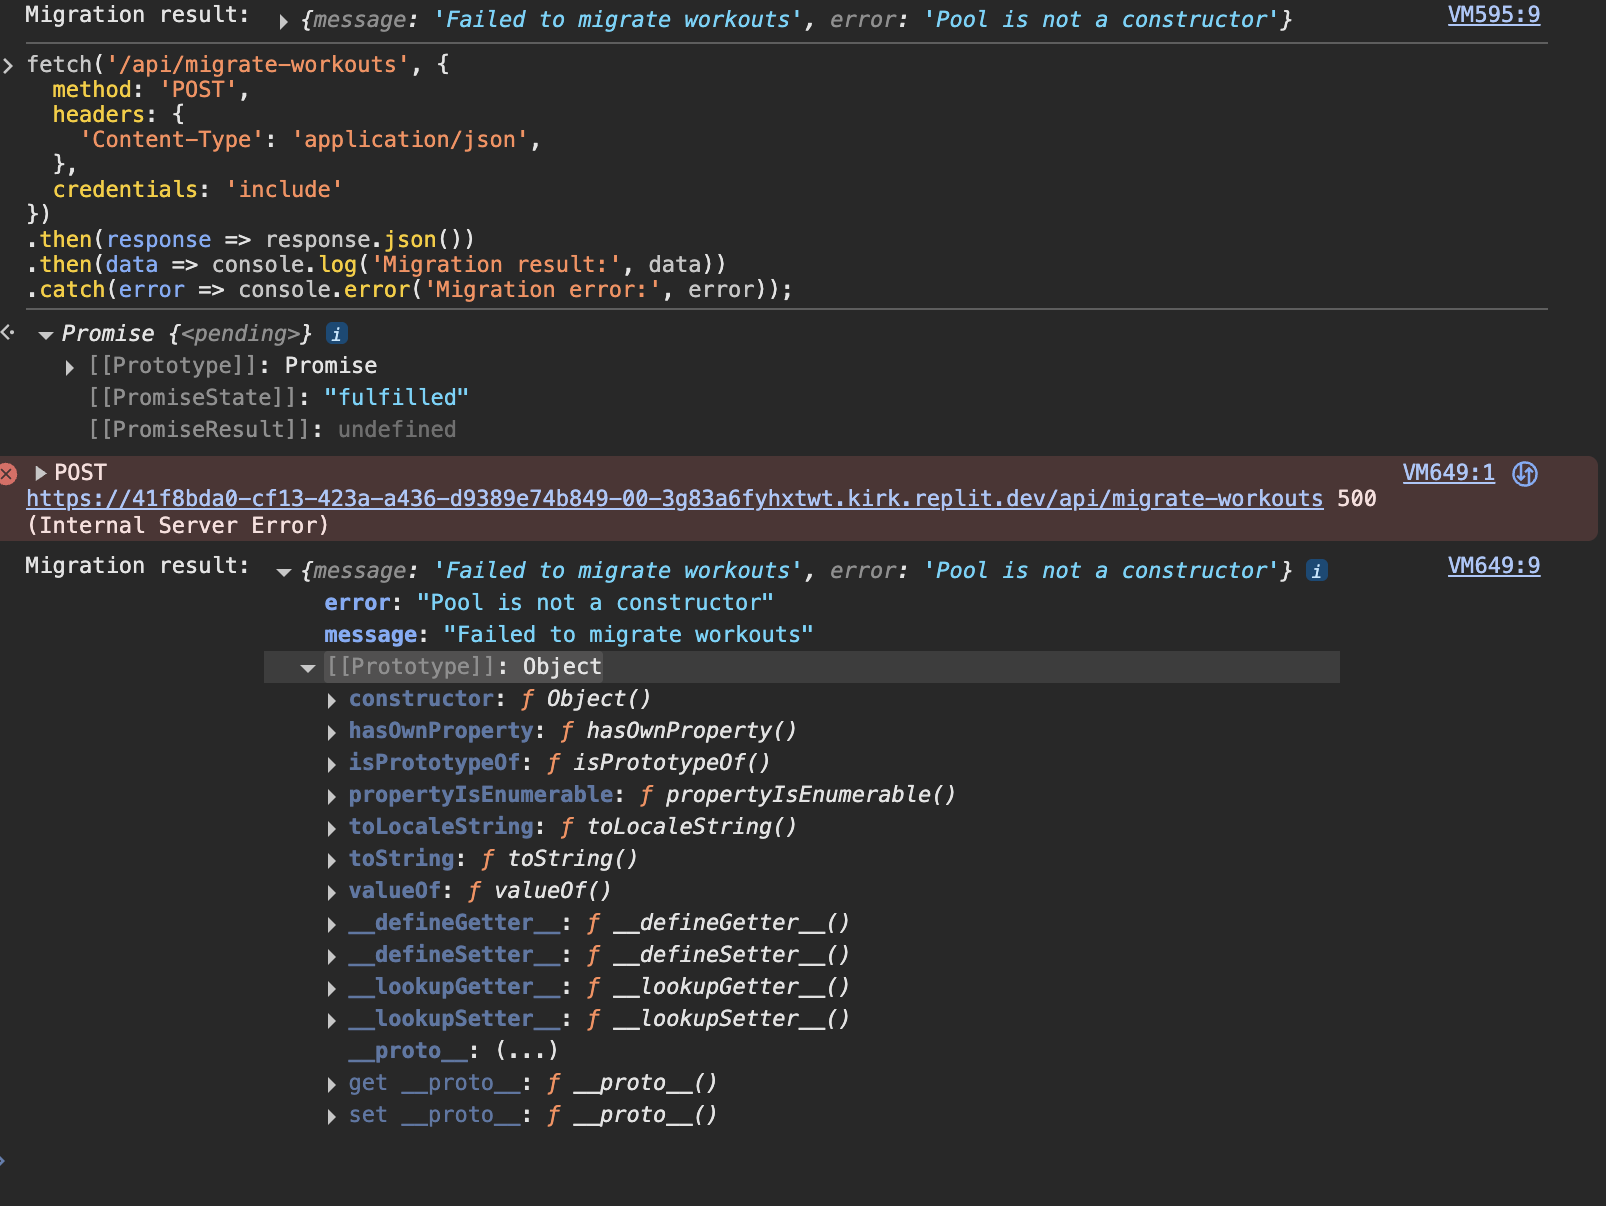 Migration result: ▶ {message: 'Failed to migrate workouts', error: 'Pool is not a constructor'} VM595:9
> fetch('/api/migrate-workouts', {
  method: 'POST',
  headers: {
    'Content-Type': 'application/json',
  },
  credentials: 'include'
})
.then(response => response.json())
.then(data => console.log('Migration result:', data))
.catch(error => console.error('Migration error:', error));
▼ Promise {<pending>} i
▶ [[Prototype]]: Promise
[[PromiseState]]: "fulfilled"
[[PromiseResult]]: undefined
▶ POST VM649:1
https://41f8bda0-cf13-423a-a436-d9389e74b849-00-3g83a6fyhxtwt.kirk.replit.dev/api/migrate-workouts 500
(Internal Server Error)
Migration result: ▼ {message: 'Failed to migrate workouts', error: 'Pool is not a constructor'} i VM649:9
error: "Pool is not a constructor"
message: "Failed to migrate workouts"
▼ [[Prototype]]: Object
▶ constructor: ƒ Object()
▶ hasOwnProperty: ƒ hasOwnProperty()
▶ isPrototypeOf: ƒ isPrototypeOf()
▶ propertyIsEnumerable: ƒ propertyIsEnumerable()
▶ toLocaleString: ƒ toLocaleString()
▶ toString: ƒ toString()
▶ valueOf: ƒ valueOf()
▶ __defineGetter__: ƒ __defineGetter__()
▶ __defineSetter__: ƒ __defineSetter__()
▶ __lookupGetter__: ƒ __lookupGetter__()
▶ __lookupSetter__: ƒ __lookupSetter__()
__proto__: (...)
▶ get __proto__: ƒ __proto__()
▶ set __proto__: ƒ __proto__()